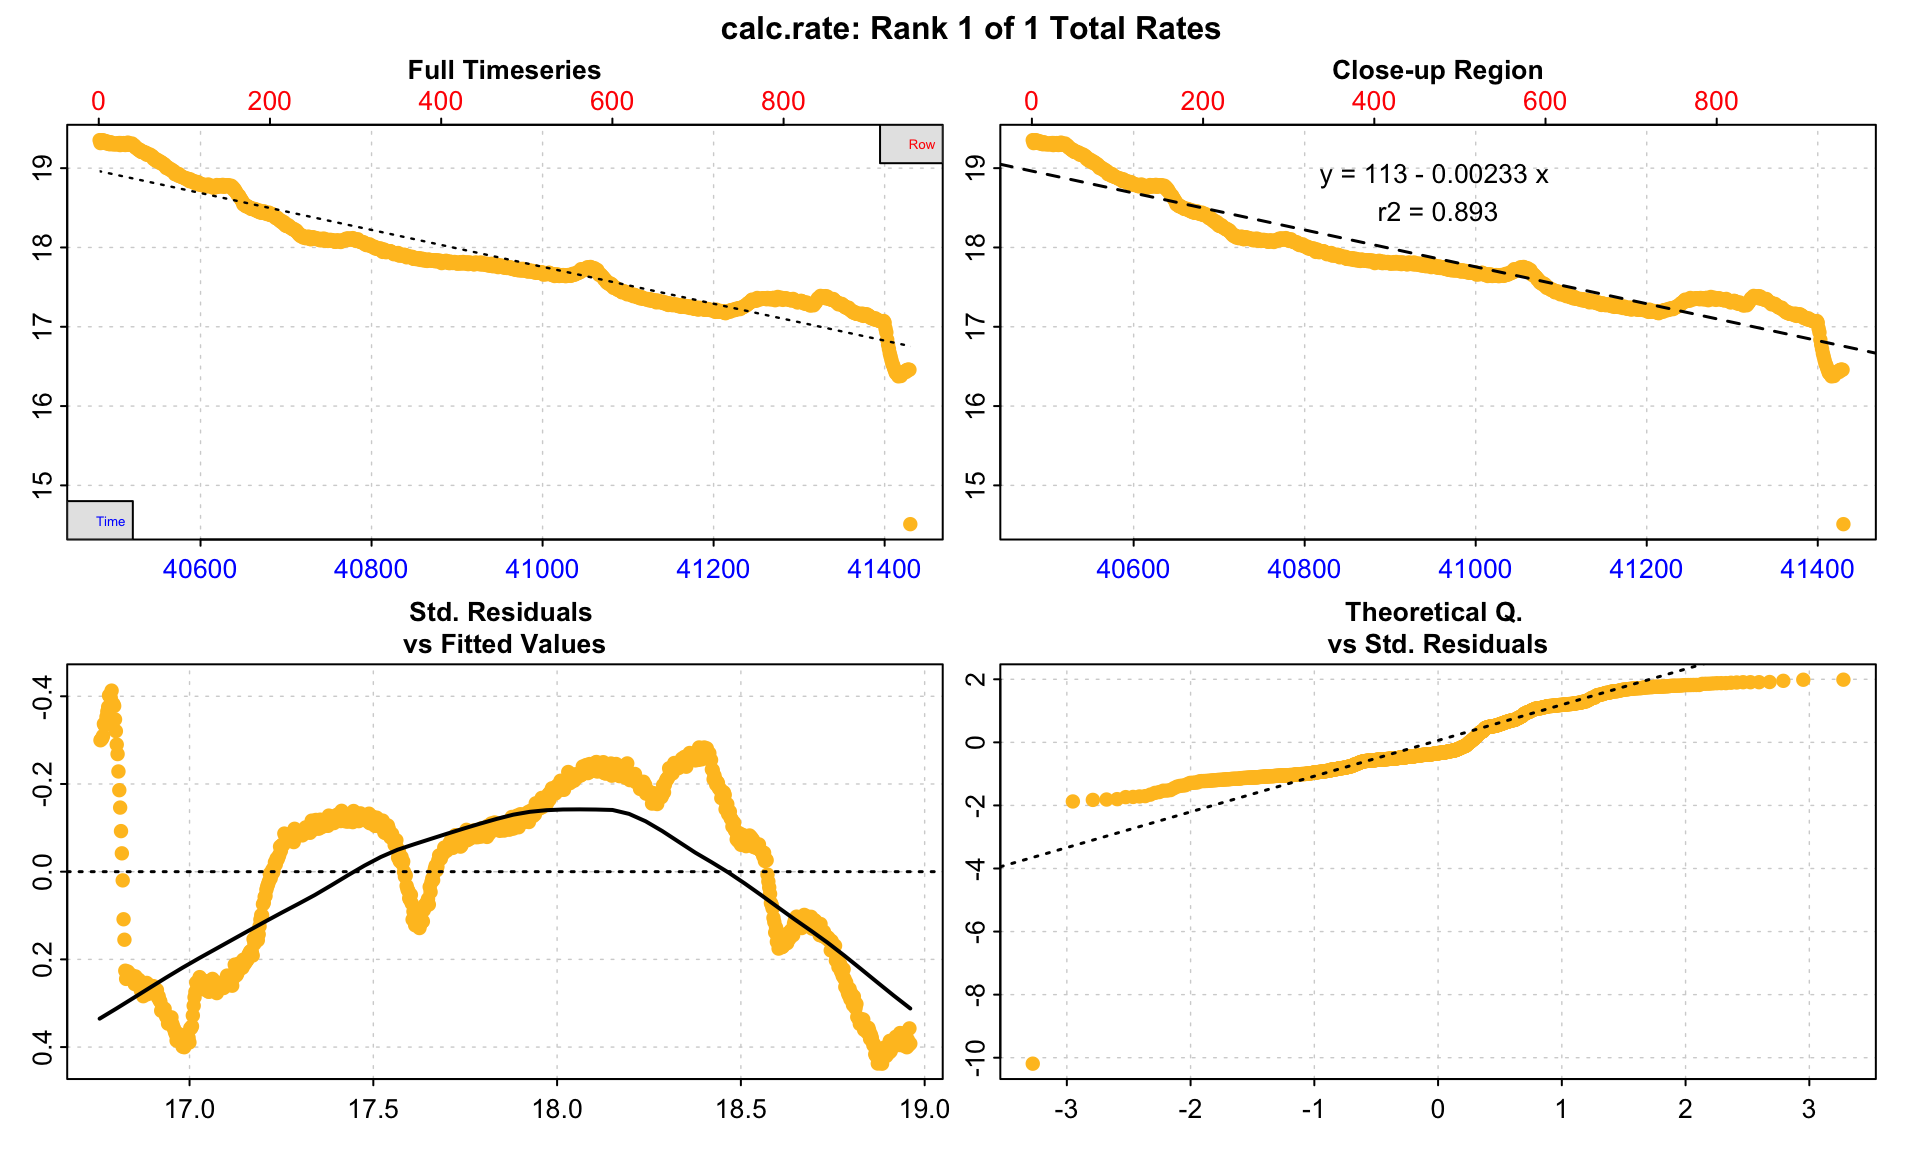 calc.rate: Rank 1 of 1 Total Rates
Full Timeseries
0 200 400 600 800
Row
19
18
17
16
15
Time
40600 40800 41000 41200 41400
Close-up Region
0 200 400 600 800
y = 113 - 0.00233 x
r2 = 0.893
19
18
17
16
15
40600 40800 41000 41200 41400
Std. Residuals
vs Fitted Values
-0.4
-0.2
0.0
0.2
0.4
17.0 17.5 18.0 18.5 19.0
Theoretical Q.
vs Std. Residuals
2
0
-2
-4
-6
-8
-10
-3 -2 -1 0 1 2 3